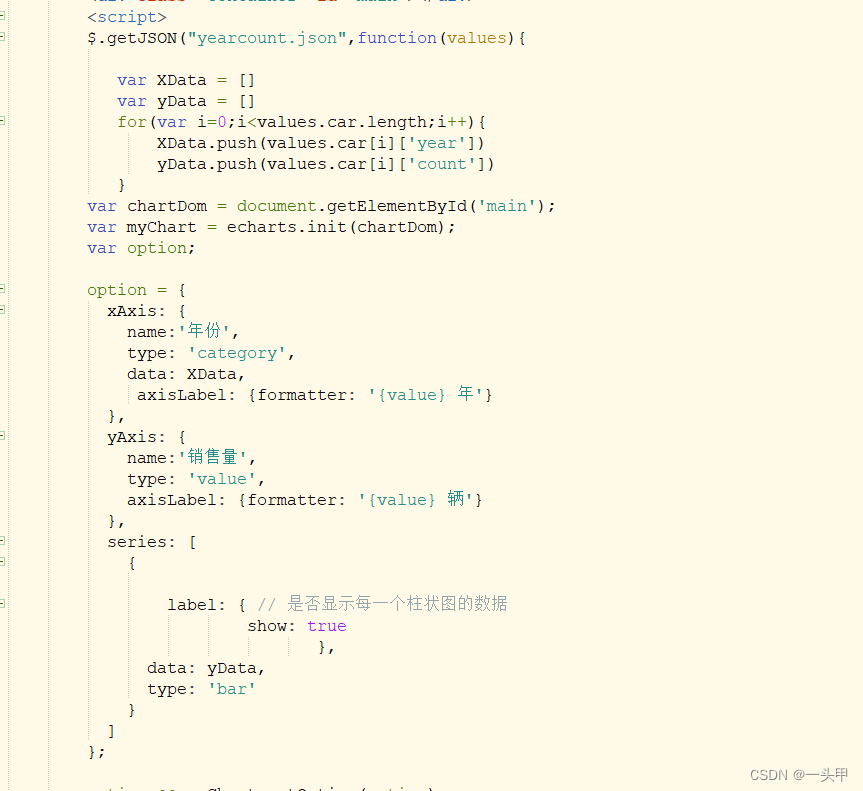 <script>
$.getJSON("yearcount.json",function(values){
var XData = []
var yData = []
for(var i=0;i<values.car.length;i++){
XData.push(values.car[i]['year'])
yData.push(values.car[i]['count'])
}
var chartDom = document.getElementById('main');
var myChart = echarts.init(chartDom);
var option;
option = {
xAxis: {
name:'年份',
type: 'category',
data: XData,
axisLabel: {formatter: '{value} 年'}
},
yAxis: {
name:'销售量',
type: 'value',
axisLabel: {formatter: '{value} 辆'}
},
series: [
{
label: { // 是否显示每一个柱状图的数据
show: true
},
data: yData,
type: 'bar'
}
]
};
CSDN @一头甲